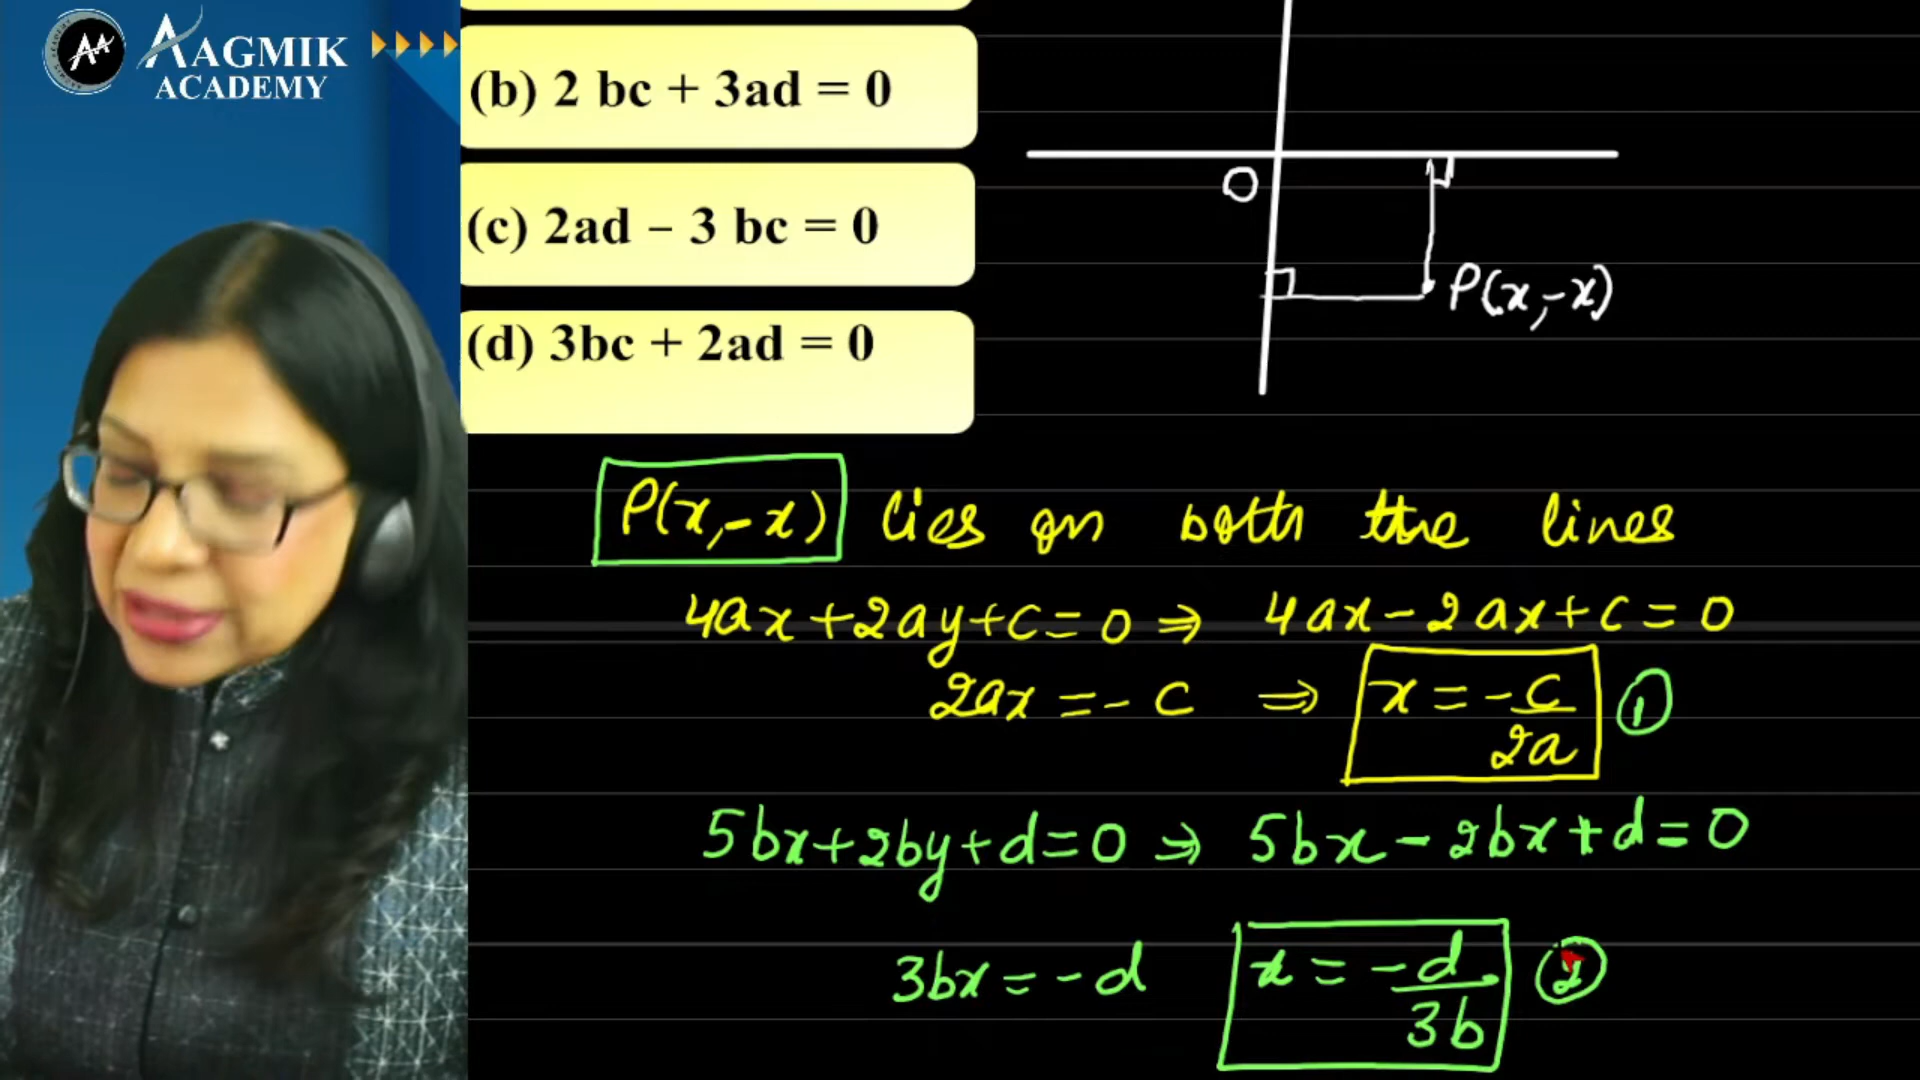 AAGMIK
ACADEMY
(b) 2 bc + 3ad = 0
(c) 2ad – 3 bc = 0
(d) 3bc + 2ad = 0
O
P(x,-x)
P(x,-x) lies on both the lines
4ax+2ay+c=0 ⇒ 4ax-2ax+c=0
2ax=-c ⇒ x=-c/2a ①
5bx+2by+d=0 ⇒ 5bx-2bx+d=0
3bx=-d x=-d/3b ②